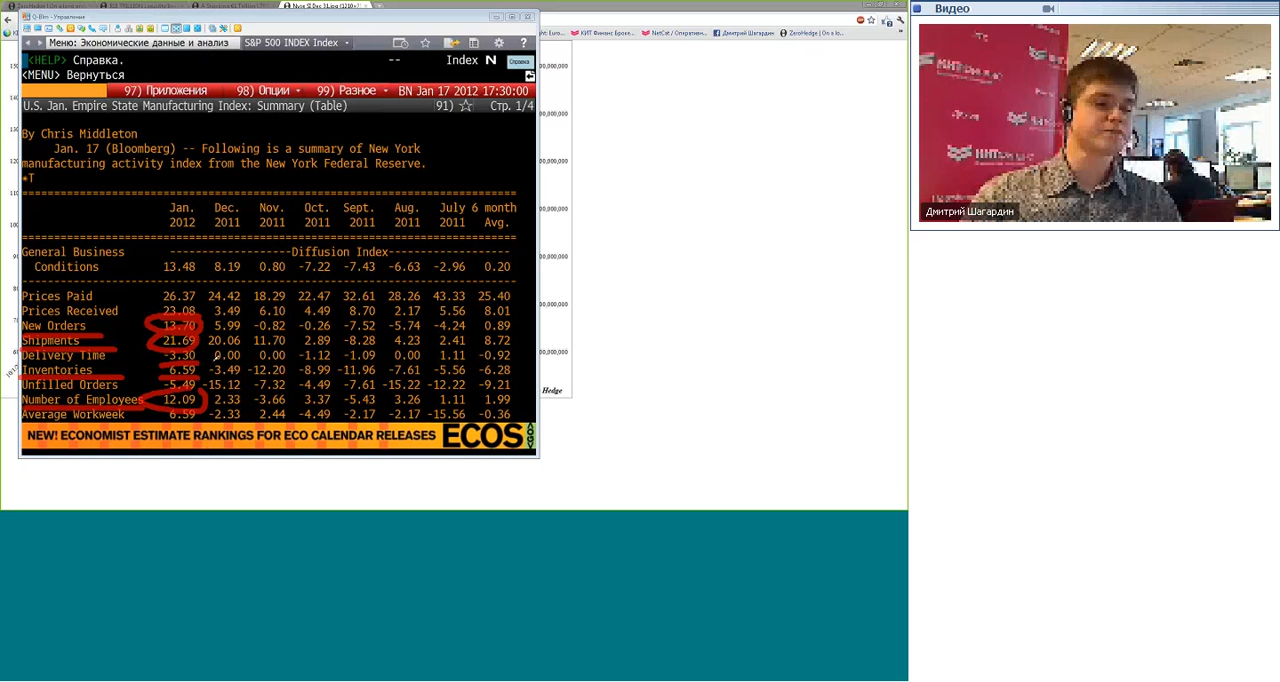 Q-Blm - Управление
Меню: Экономические данные и анализ
S&P 500 INDEX Index
<HELP> Справка.
--
Index N
Справка
<MENU> Вернуться
97) Приложения
98) Опции
99) Разное
BN Jan 17 2012 17:30:00
U.S. Jan. Empire State Manufacturing Index: Summary (Table)
91)
Стр. 1/4
By Chris Middleton
Jan. 17 (Bloomberg) -- Following is a summary of New York
manufacturing activity index from the New York Federal Reserve.
*T
Jan. Dec. Nov. Oct. Sept. Aug. July 6 month
2012 2011 2011 2011 2011 2011 2011 Avg.
General Business -------------------Diffusion Index-------------------
Conditions 13.48 8.19 0.80 -7.22 -7.43 -6.63 -2.96 0.20
Prices Paid 26.37 24.42 18.29 22.47 32.61 28.26 43.33 25.40
Prices Received 23.08 3.49 6.10 4.49 8.70 2.17 5.56 8.01
New Orders 13.70 5.99 -0.82 -0.26 -7.52 -5.74 -4.24 0.89
Shipments 21.69 20.06 11.70 2.89 -8.28 4.23 2.41 8.72
Delivery Time -3.30 0.00 0.00 -1.12 -1.09 0.00 1.11 -0.92
Inventories 6.59 -3.49 -12.20 -8.99 -11.96 -7.61 -5.56 -6.28
Unfilled Orders -5.49 -15.12 -7.32 -4.49 -7.61 -15.22 -12.22 -9.21
Number of Employees 12.09 2.33 -3.66 3.37 -5.43 3.26 1.11 1.99
Average Workweek 6.59 -2.33 2.44 -4.49 -2.17 -2.17 -15.56 -0.36
NEW! ECONOMIST ESTIMATE RANKINGS FOR ECO CALENDAR RELEASES ECOS
КИТ Финанс Броке...
NetCat / Оператив...
Дмитрий Шагардин
ZeroHedge | On a lo...
Hedge
Видео
Дмитрий Шагардин